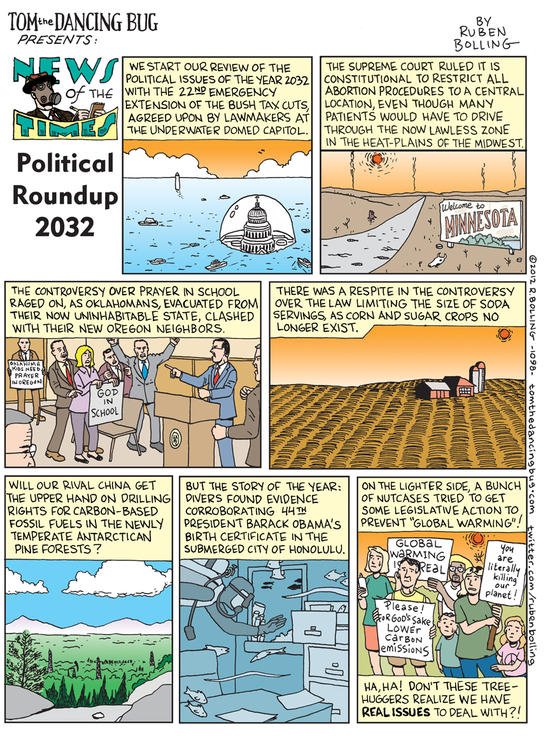 TOM the DANCING BUG
PRESENTS:
BY
RUBEN
BOLLING
NEWS
OF THE
TIMES
Political
Roundup
2032
WE START OUR REVIEW OF THE
POLITICAL ISSUES OF THE YEAR 2032
WITH THE 22ND EMERGENCY
EXTENSION OF THE BUSH TAX CUTS,
AGREED UPON BY LAWMAKERS AT
THE UNDERWATER DOMED CAPITOL.
THE SUPREME COURT RULED IT IS
CONSTITUTIONAL TO RESTRICT ALL
ABORTION PROCEDURES TO A CENTRAL
LOCATION, EVEN THOUGH MANY
PATIENTS WOULD HAVE TO DRIVE
THROUGH THE NOW LAWLESS ZONE
IN THE HEAT-PLAINS OF THE MIDWEST.
Welcome to
MINNESOTA
THE CONTROVERSY OVER PRAYER IN SCHOOL
RAGED ON, AS OKLAHOMANS, EVACUATED FROM
THEIR NOW UNINHABITABLE STATE, CLASHED
WITH THEIR NEW OREGON NEIGHBORS.
OKLAHOMA
KIDS NEED
PRAYER
IN OREGON
GOD
IN
SCHOOL
THERE WAS A RESPITE IN THE CONTROVERSY
OVER THE LAW LIMITING THE SIZE OF SODA
SERVINGS, AS CORN AND SUGAR CROPS NO
LONGER EXIST.
WILL OUR RIVAL CHINA GET
THE UPPER HAND ON DRILLING
RIGHTS FOR CARBON-BASED
FOSSIL FUELS IN THE NEWLY
TEMPERATE ANTARCTICAN
PINE FORESTS?
BUT THE STORY OF THE YEAR:
DIVERS FOUND EVIDENCE
CORROBORATING 44TH
PRESIDENT BARACK OBAMA'S
BIRTH CERTIFICATE IN THE
SUBMERGED CITY OF HONOLULU.
ON THE LIGHTER SIDE, A BUNCH
OF NUTCASES TRIED TO GET
SOME LEGISLATIVE ACTION TO
PREVENT "GLOBAL WARMING"!
GLOBAL
WARMING
IS REAL
You
are
literally
killing
our
planet!
Please!
FOR GOD'S sake
LOWER
Carbon
emissions
HA, HA! DON'T THESE TREE-
HUGGERS REALIZE WE HAVE
REAL ISSUES TO DEAL WITH?!
©2012 R. BOLLING - 1098 - tomthedancingbug.com twitter.com/rubenbolling